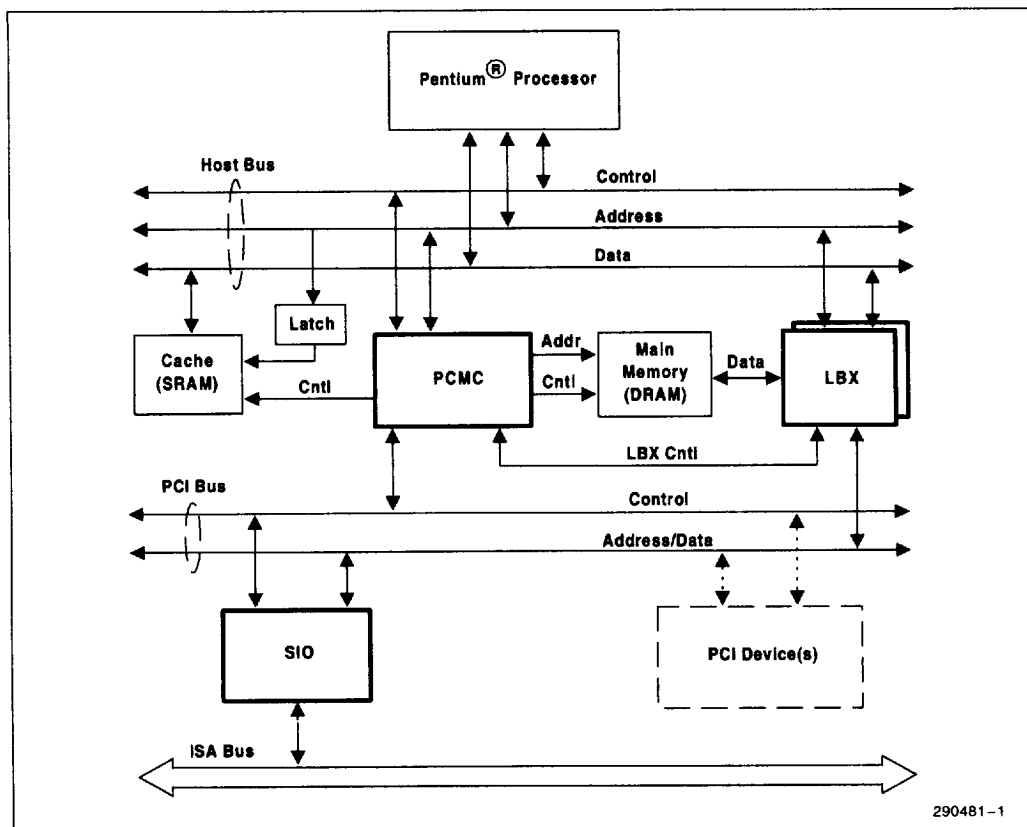 Pentium® Processor
Host Bus
Control
Address
Data
Latch
Cache
(SRAM)
Cntl
PCMC
Addr
Cntl
Main
Memory
(DRAM)
Data
LBX
LBX Cntl
PCI Bus
Control
Address/Data
SIO
PCI Device(s)
ISA Bus
290481-1